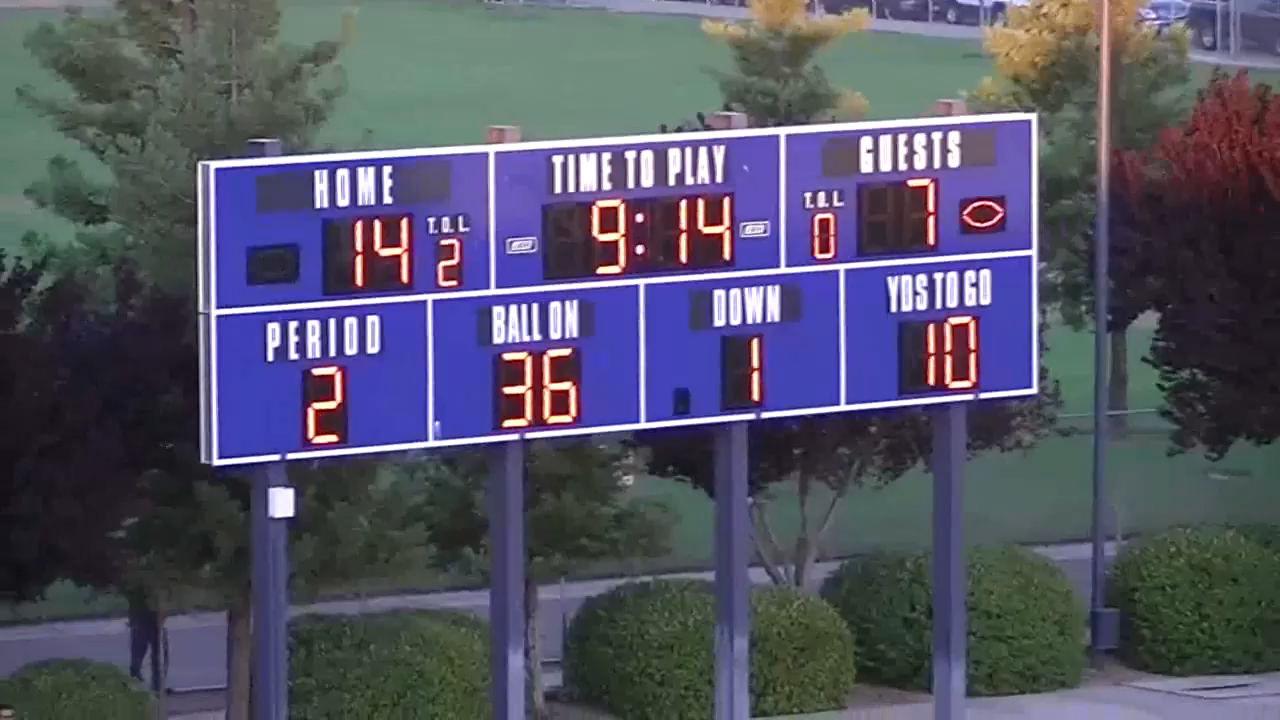 HOME
14
T.O.L.
2
TIME TO PLAY
9:14
GUESTS
T.O.L.
0
7
PERIOD
2
BALL ON
36
DOWN
1
YDS TO GO
10